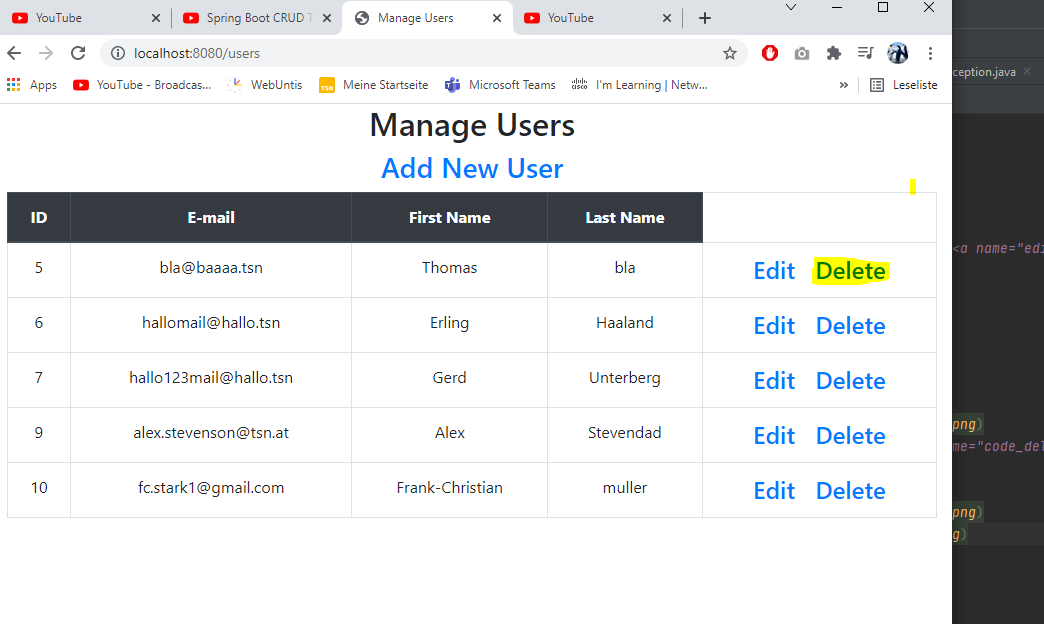 YouTube Spring Boot CRUD T Manage Users YouTube
localhost:8080/users
ception.java
Apps YouTube - Broadcas... WebUntis TSN Meine Startseite Microsoft Teams cisco I'm Learning | Netw... » Leseliste
Manage Users
Add New User
ID E-mail First Name Last Name
<a name="edi
5 bla@baaaa.tsn Thomas bla Edit Delete
6 hallomail@hallo.tsn Erling Haaland Edit Delete
7 hallo123mail@hallo.tsn Gerd Unterberg Edit Delete
9 alex.stevenson@tsn.at Alex Stevendad Edit Delete
png)
me="code_del
10 fc.stark1@gmail.com Frank-Christian muller Edit Delete
png)
g)